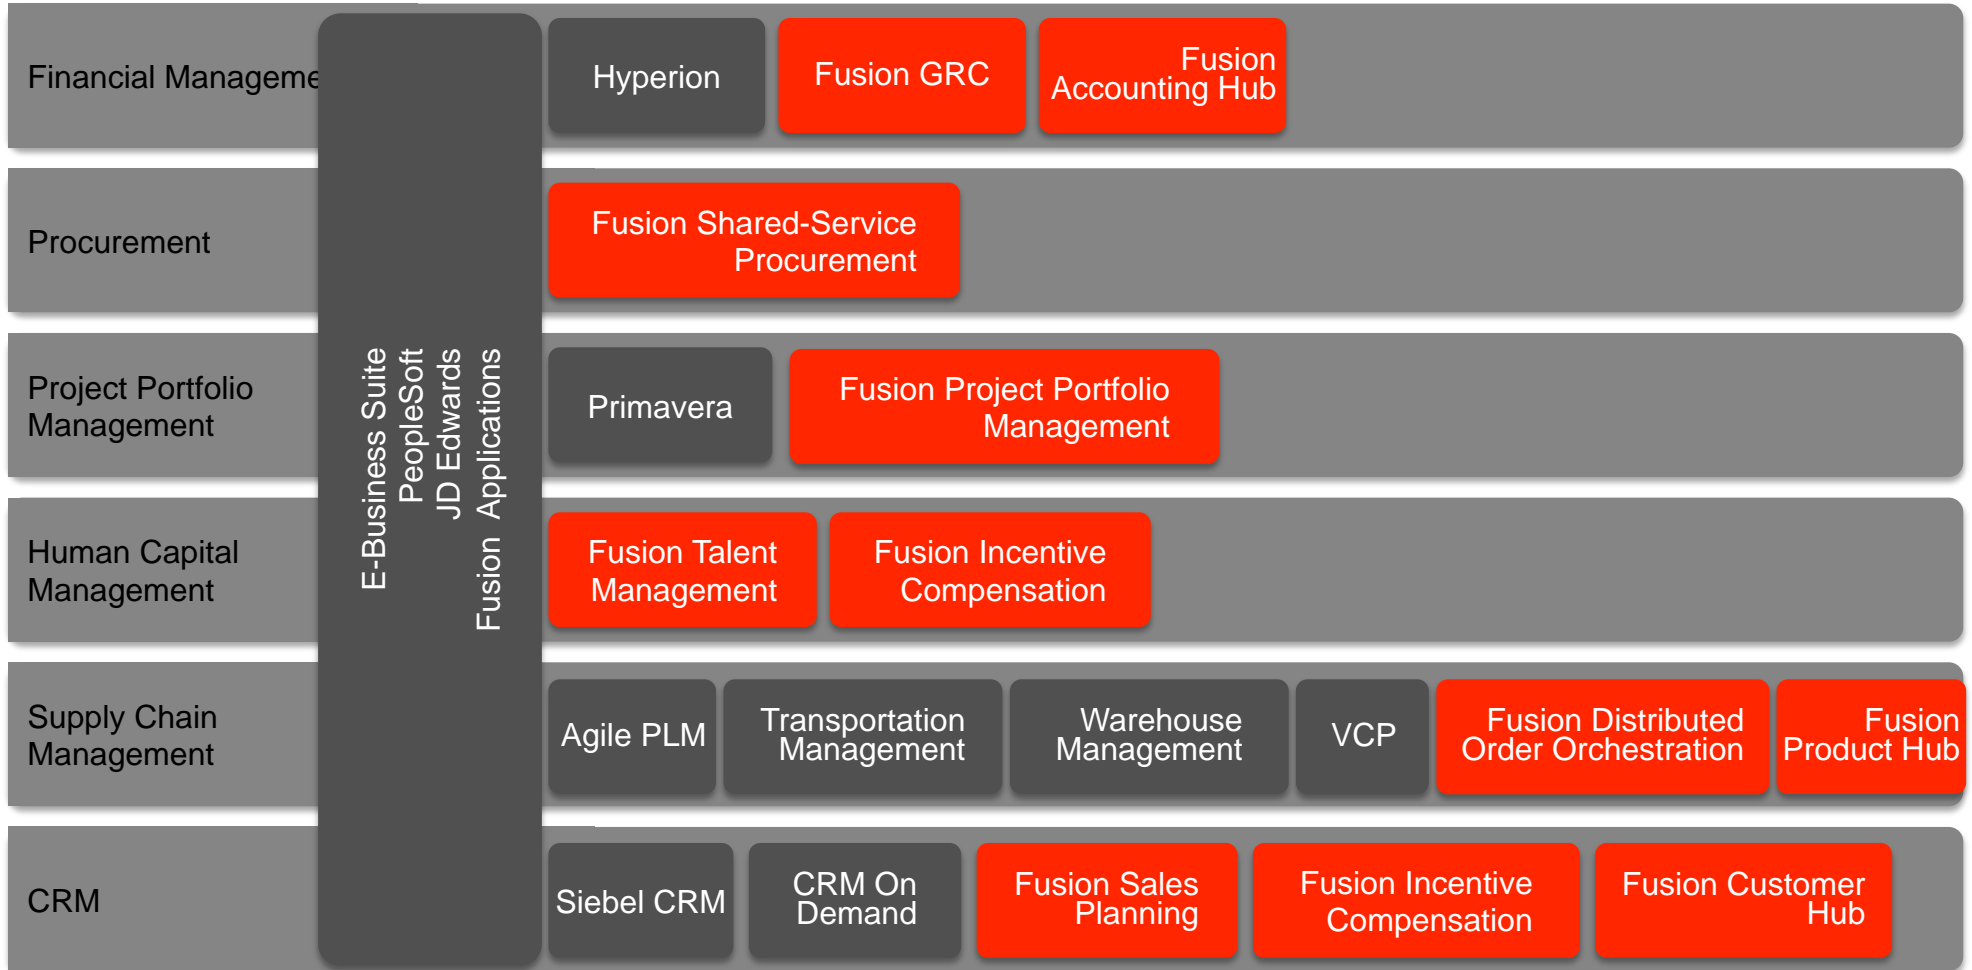 Financial Manageme
E-Business Suite
PeopleSoft
JD Edwards
Fusion Applications
Hyperion
Fusion GRC
Fusion
Accounting Hub
Procurement
Fusion Shared-Service
Procurement
Project Portfolio
Management
Primavera
Fusion Project Portfolio
Management
Human Capital
Management
Fusion Talent
Management
Fusion Incentive
Compensation
Supply Chain
Management
Agile PLM
Transportation
Management
Warehouse
Management
VCP
Fusion Distributed
Order Orchestration
Fusion
Product Hub
CRM
Siebel CRM
CRM On
Demand
Fusion Sales
Planning
Fusion Incentive
Compensation
Fusion Customer
Hub